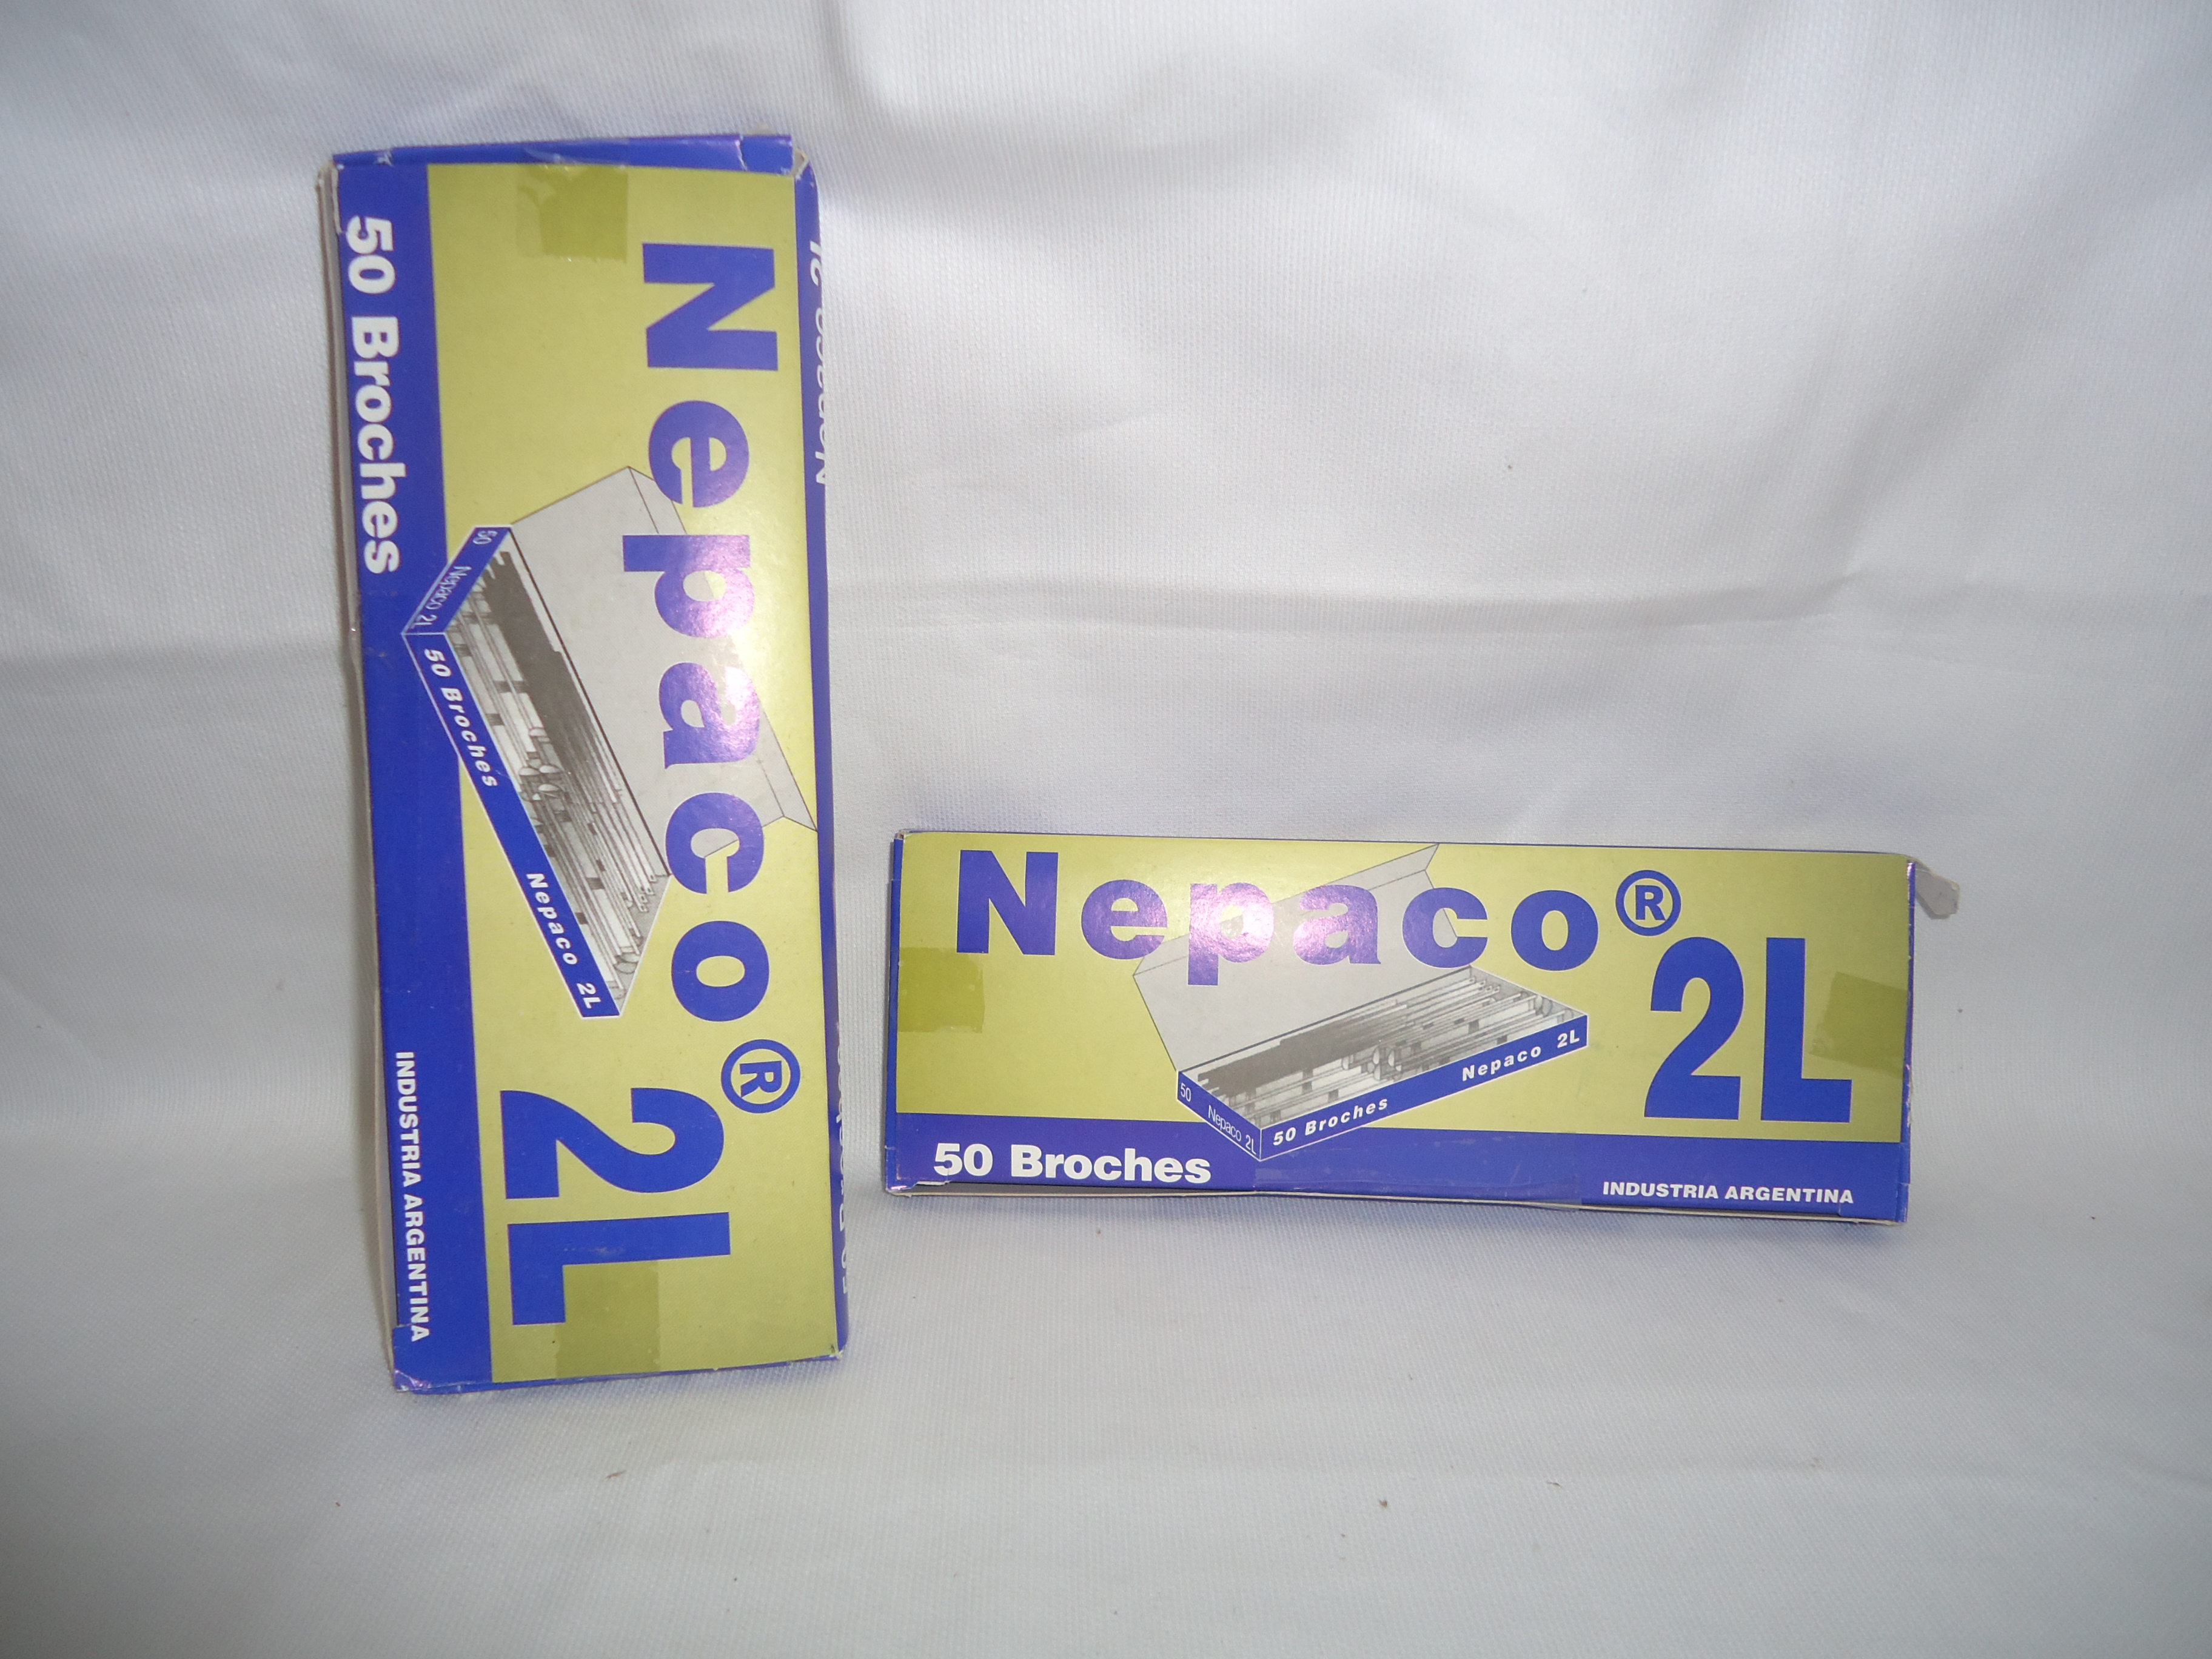 Nepaco® 2L
50
Nepaco 2L
50 Broches
Nepaco 2L
50 Broches
INDUSTRIA ARGENTINA
Nepaco®
2L
50
Nepaco 2L
50 Broches
Nepaco 2L
50 Broches
INDUSTRIA ARGENTINA